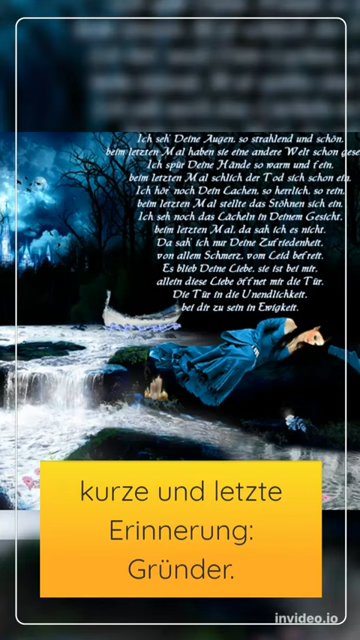 Ich seh' Deine Augen, so strahlend und schön,
beim letzten Mal haben sie eine andere Welt schon gese
Ich spür Deine Hände so warm und fein,
beim letzten Mal schlich der Tod sich schon ein.
Ich hör' noch Dein Lachen, so herrlich, so rein,
beim letzten Mal stellte das Stöhnen sich ein.
Ich seh noch das Lächeln in Deinem Gesicht,
beim letzten Mal, da sah ich es nicht.
Da sah' ich nur Deine Zufriedenheit,
von allem Schmerz, vom Leid befreit.
Es blieb Deine Liebe, sie ist bei mir,
allein diese Liebe öffnet mir die Tür.
Die Tür in die Unendlichkeit,
bei dir zu sein in Ewigkeit.
kurze und letzte
Erinnerung:
Gründer.
invideo.io